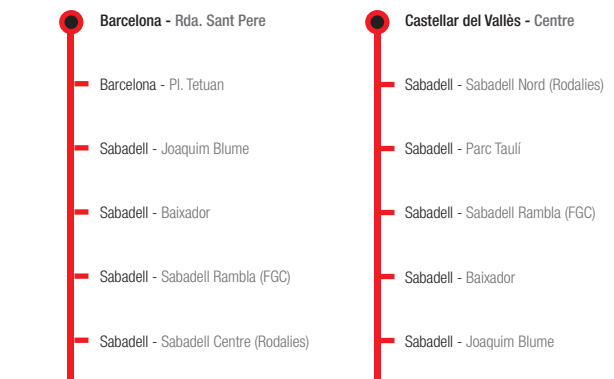 Barcelona - Rda. Sant Pere
Barcelona - Pl. Tetuan
Sabadell - Joaquim Blume
Sabadell - Baixador
Sabadell - Sabadell Rambla (FGC)
Sabadell - Sabadell Centre (Rodalies)
Castellar del Vallès - Centre
Sabadell - Sabadell Nord (Rodalies)
Sabadell - Parc Taulí
Sabadell - Sabadell Rambla (FGC)
Sabadell - Baixador
Sabadell - Joaquim Blume